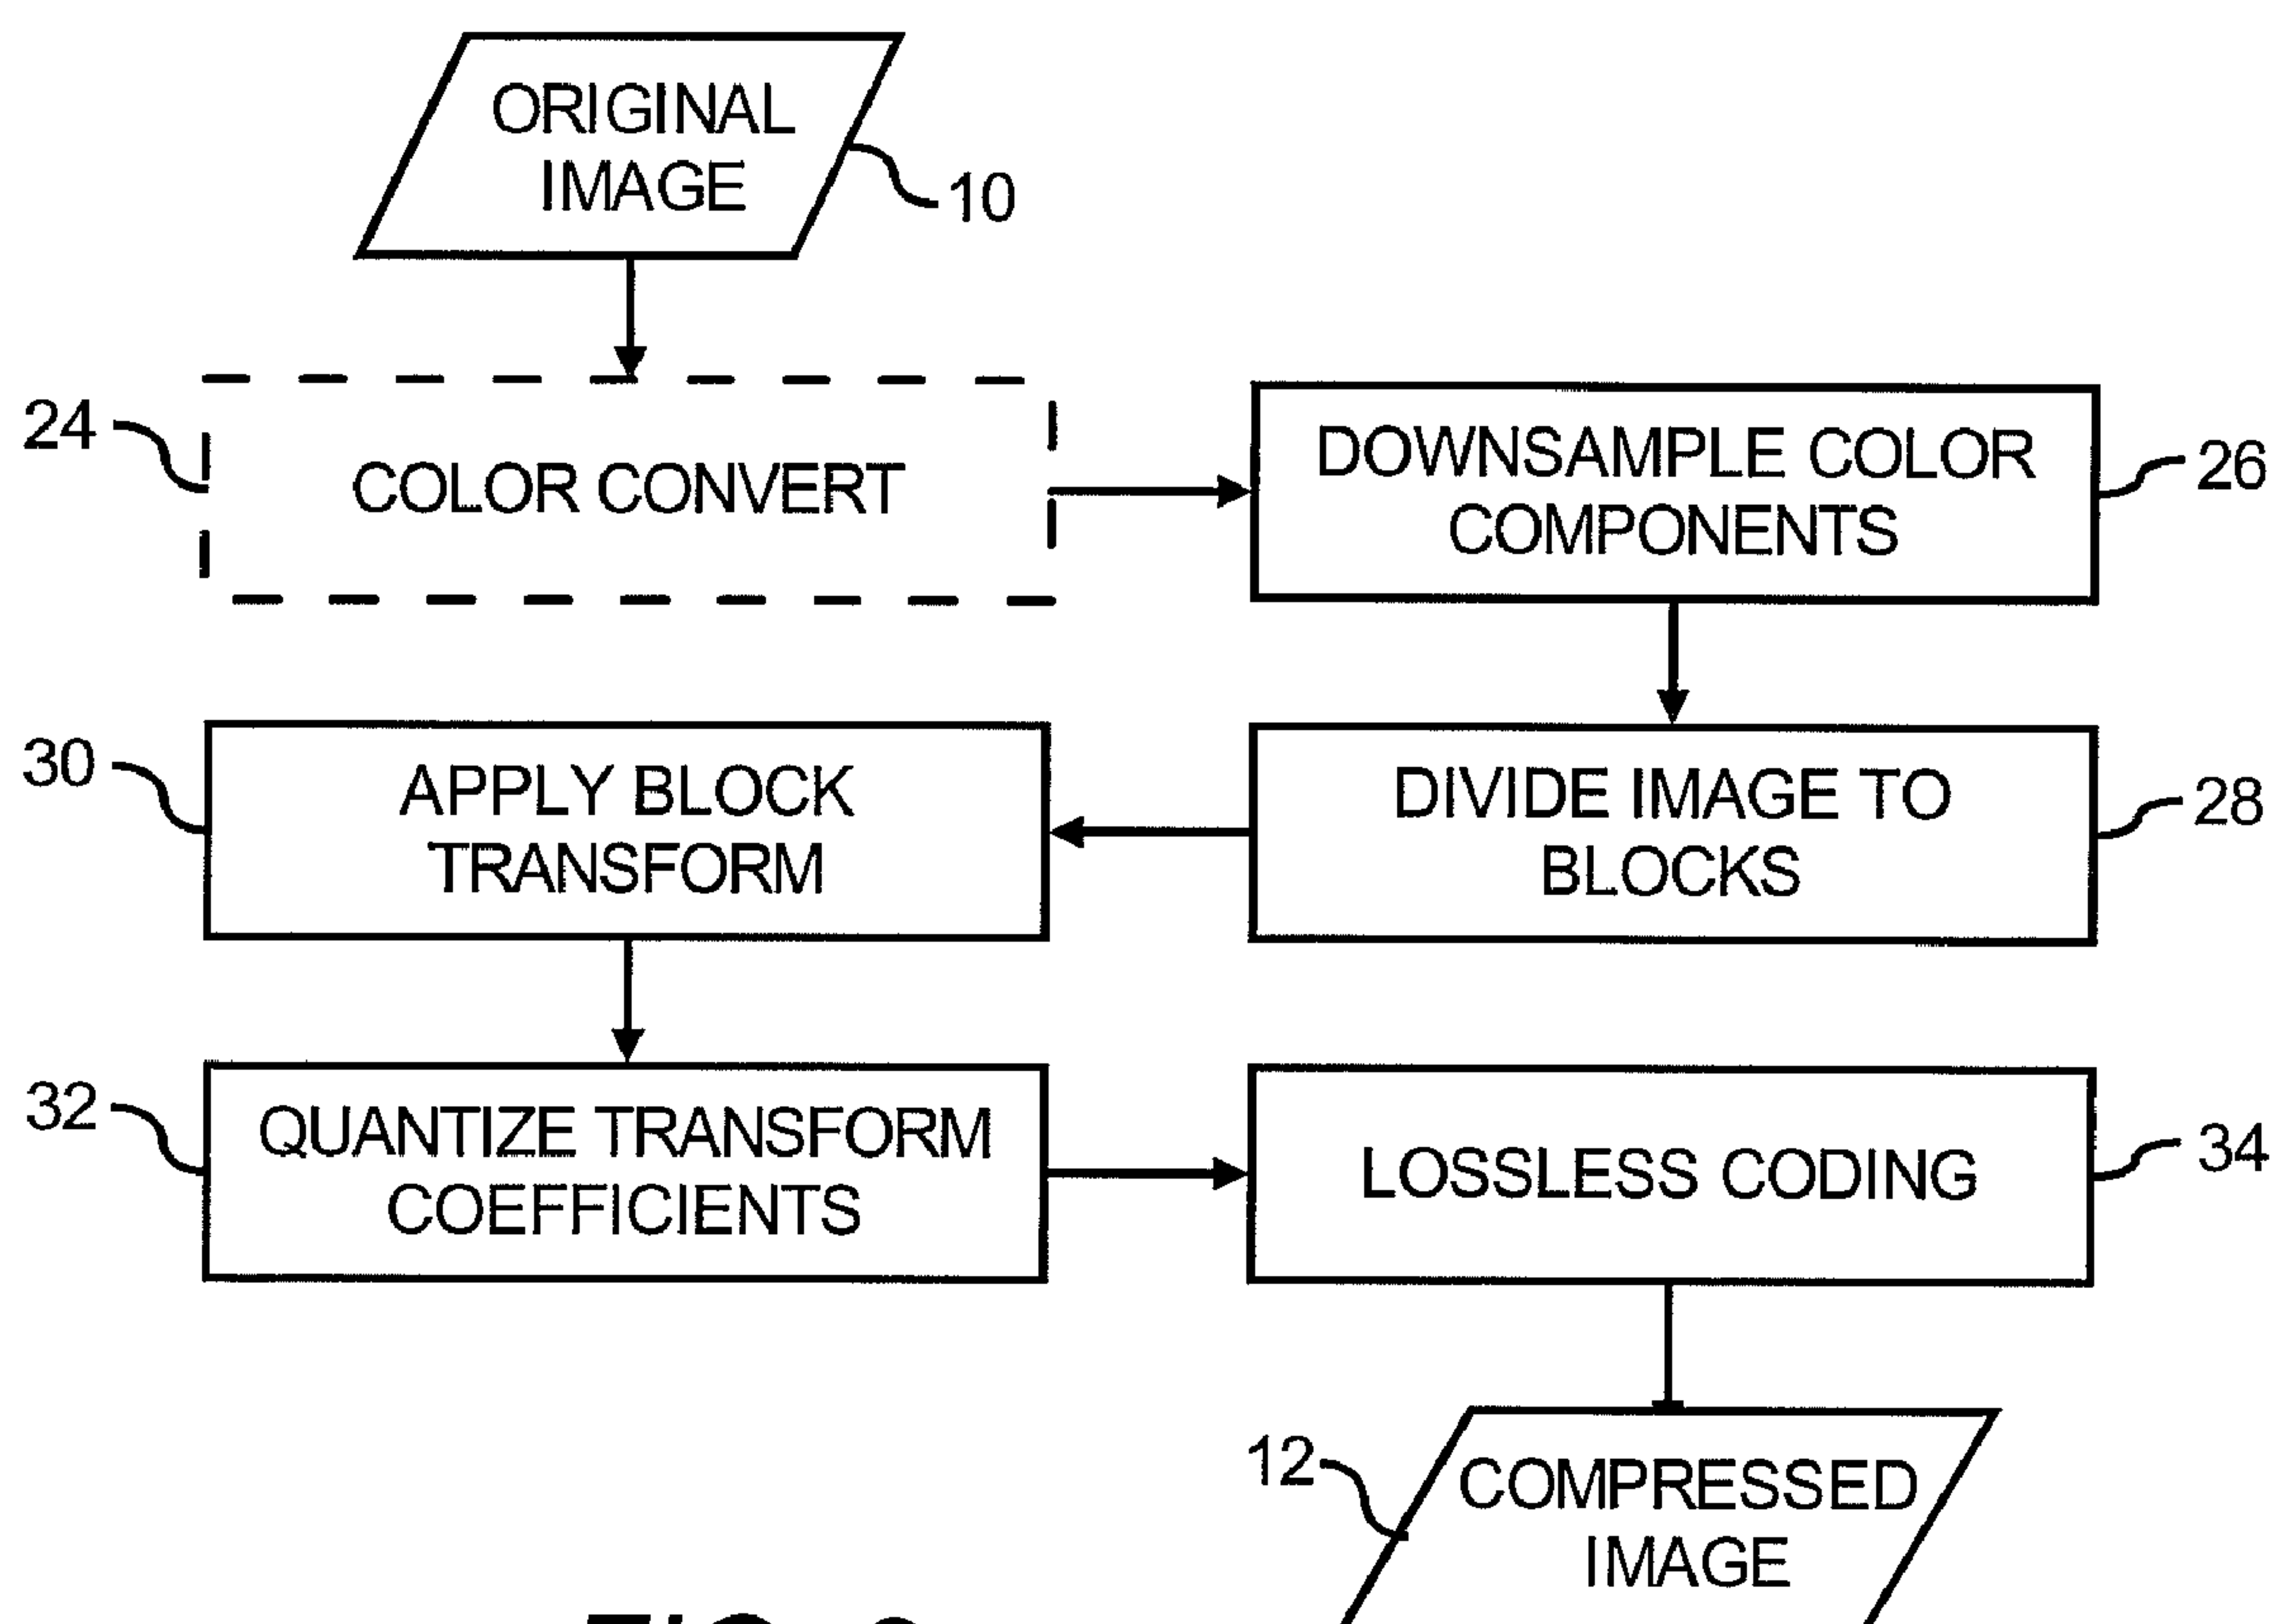 ORIGINAL
IMAGE
10
24
COLOR CONVERT
DOWNSAMPLE COLOR
COMPONENTS
26
30
APPLY BLOCK
TRANSFORM
DIVIDE IMAGE TO
BLOCKS
28
32
QUANTIZE TRANSFORM
COEFFICIENTS
LOSSLESS CODING
34
12
COMPRESSED
IMAGE